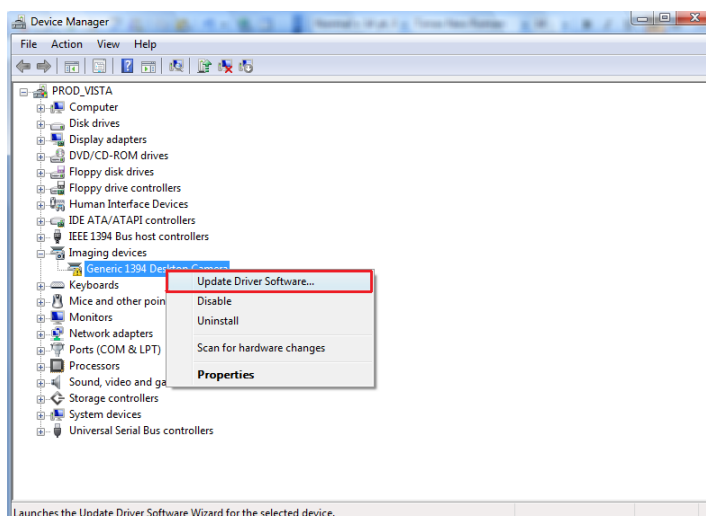 Device Manager
File Action View Help
PROD_VISTA
Computer
Disk drives
Display adapters
DVD/CD-ROM drives
Floppy disk drives
Floppy drive controllers
Human Interface Devices
IDE ATA/ATAPI controllers
IEEE 1394 Bus host controllers
Imaging devices
Generic 1394 Desktop Camera
Keyboards
Update Driver Software...
Mice and other poin
Disable
Monitors
Uninstall
Network adapters
Ports (COM & LPT)
Scan for hardware changes
Processors
Properties
Sound, video and ga
Storage controllers
System devices
Universal Serial Bus controllers
Launches the Update Driver Software Wizard for the selected device.